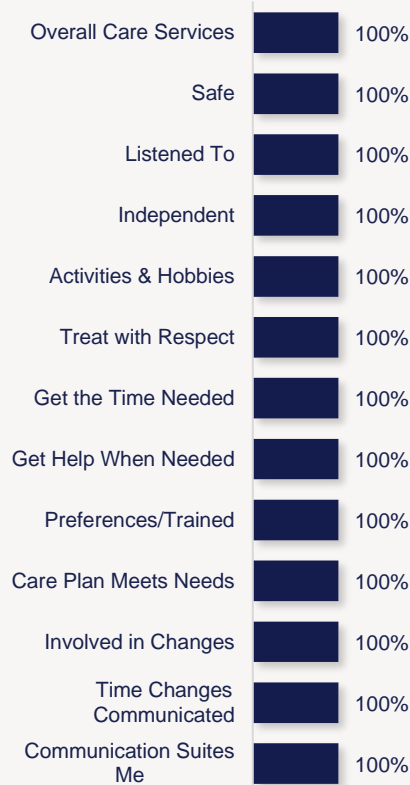 Overall Care Services 100%
Safe 100%
Listened To 100%
Independent 100%
Activities & Hobbies 100%
Treat with Respect 100%
Get the Time Needed 100%
Get Help When Needed 100%
Preferences/Trained 100%
Care Plan Meets Needs 100%
Involved in Changes 100%
Time Changes
Communicated 100%
Communication Suites
Me 100%